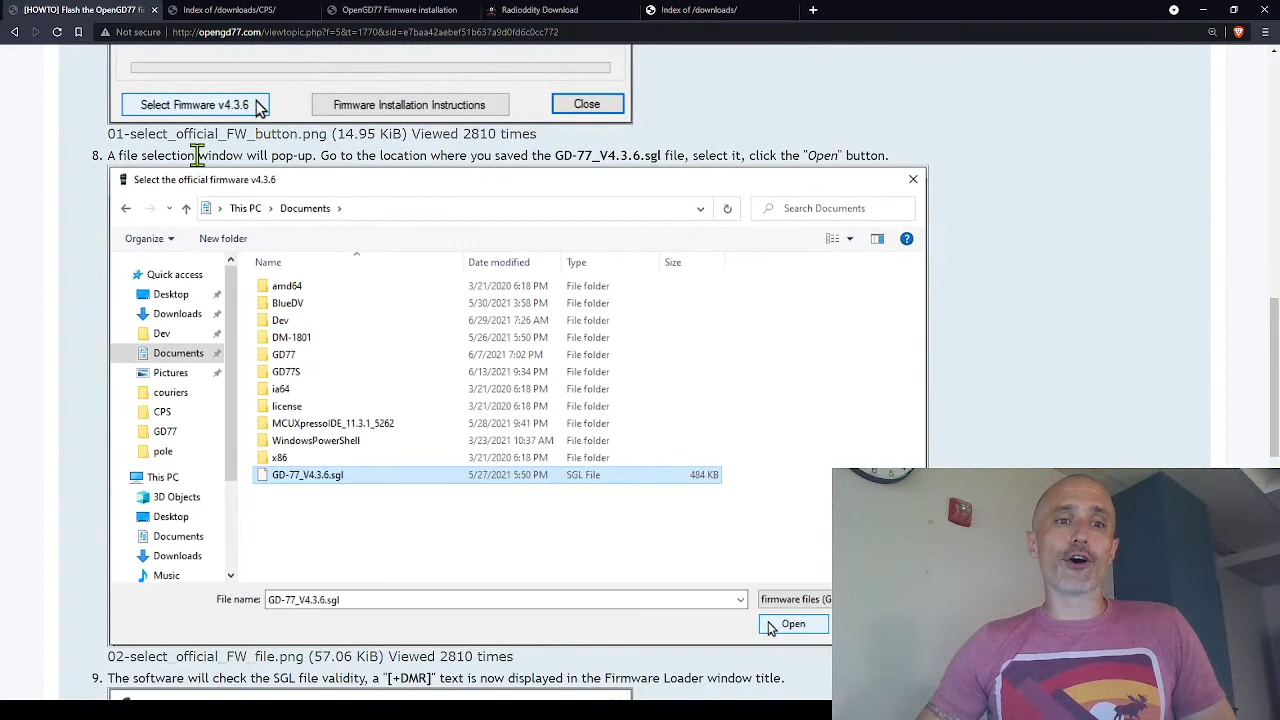 [HOWTO] Flash the OpenGD77 fi
Index of /downloads/CPS/
OpenGD77 Firmware installation
Radioddity Download
Index of /downloads/
Not secure
http://opengd77.com/viewtopic.php?f=5&t=1770&sid=e7baa42aebef51b637a9d0fd6c0cc772
Select Firmware v4.3.6
Firmware Installation Instructions
Close
01-select_official_FW_button.png (14.95 KiB) Viewed 2810 times
8. A file selection window will pop-up. Go to the location where you saved the GD-77_V4.3.6.sgl file, select it, click the "Open" button.
Select the official firmware v4.3.6
This PC > Documents >
Search Documents
Organize
New folder
Name Date modified Type Size
Quick access
Desktop
Downloads
Dev
Documents
Pictures
couriers
CPS
GD77
pole
This PC
3D Objects
Desktop
Documents
Downloads
Music
amd64 3/21/2020 6:18 PM File folder
BlueDV 5/30/2021 3:58 PM File folder
Dev 6/29/2021 7:26 AM File folder
DM-1801 5/26/2021 5:50 PM File folder
GD77 6/7/2021 7:02 PM File folder
GD77S 6/13/2021 9:34 PM File folder
ia64 3/21/2020 6:18 PM File folder
license 3/21/2020 6:18 PM File folder
MCUXpressoIDE_11.3.1_5262 5/28/2021 9:41 PM File folder
WindowsPowerShell 3/23/2021 10:37 AM File folder
x86 3/21/2020 6:18 PM File folder
GD-77_V4.3.6.sgl 5/27/2021 5:50 PM SGL File 484 KB
File name: GD-77_V4.3.6.sgl
firmware files (G
Open
02-select_official_FW_file.png (57.06 KiB) Viewed 2810 times
9. The software will check the SGL file validity, a "[+DMR]" text is now displayed in the Firmware Loader window title.